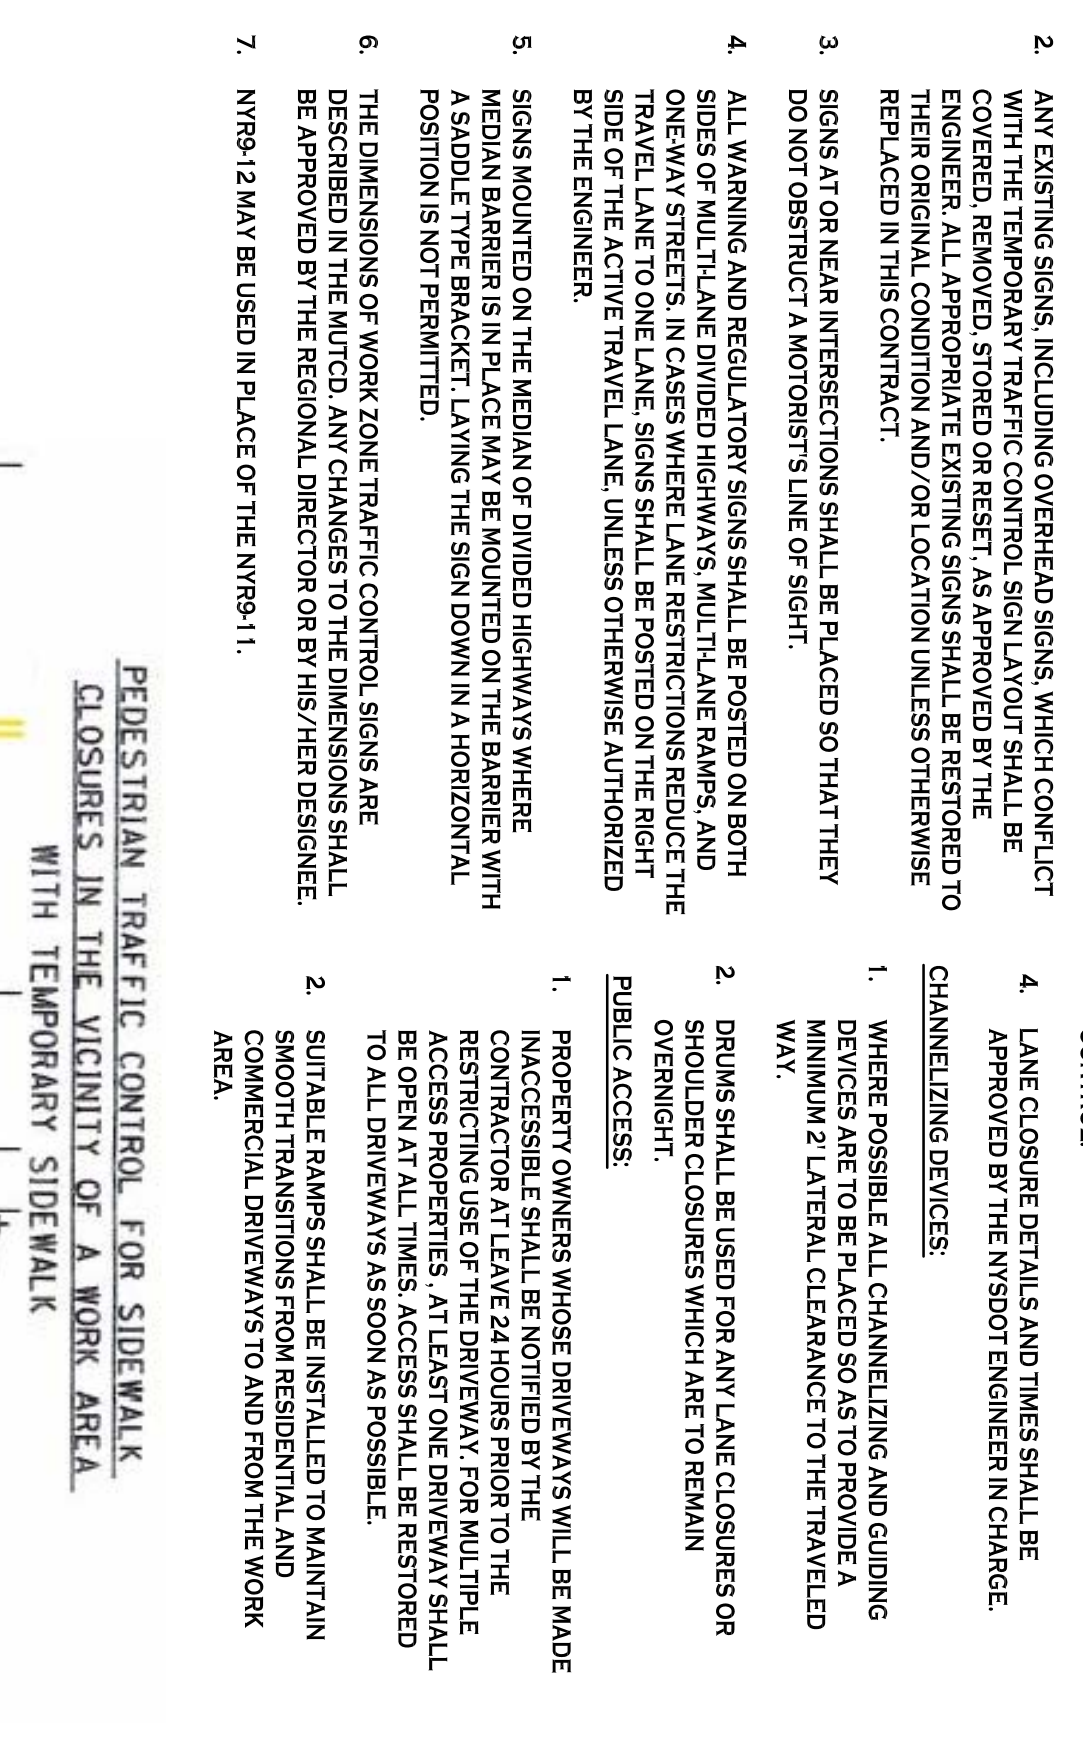 2. ANY EXISTING SIGNS, INCLUDING OVERHEAD SIGNS, WHICH CONFLICT
WITH THE TEMPORARY TRAFFIC CONTROL SIGN LAYOUT SHALL BE
COVERED, REMOVED, STORED OR RESET, AS APPROVED BY THE
ENGINEER. ALL APPROPRIATE EXISTING SIGNS SHALL BE RESTORED TO
THEIR ORIGINAL CONDITION AND/OR LOCATION UNLESS OTHERWISE
REPLACED IN THIS CONTRACT.
3. SIGNS AT OR NEAR INTERSECTIONS SHALL BE PLACED SO THAT THEY
DO NOT OBSTRUCT A MOTORIST'S LINE OF SIGHT.
4. ALL WARNING AND REGULATORY SIGNS SHALL BE POSTED ON BOTH
SIDES OF MULTI-LANE DIVIDED HIGHWAYS, MULTI-LANE RAMPS, AND
ONE-WAY STREETS. IN CASES WHERE LANE RESTRICTIONS REDUCE THE
TRAVEL LANE TO ONE LANE, SIGNS SHALL BE POSTED ON THE RIGHT
SIDE OF THE ACTIVE TRAVEL LANE, UNLESS OTHERWISE AUTHORIZED
BY THE ENGINEER.
5. SIGNS MOUNTED ON THE MEDIAN OF DIVIDED HIGHWAYS WHERE
MEDIAN BARRIER IS IN PLACE MAY BE MOUNTED ON THE BARRIER WITH
A SADDLE TYPE BRACKET. LAYING THE SIGN DOWN IN A HORIZONTAL
POSITION IS NOT PERMITTED.
6. THE DIMENSIONS OF WORK ZONE TRAFFIC CONTROL SIGNS ARE
DESCRIBED IN THE MUTCD. ANY CHANGES TO THE DIMENSIONS SHALL
BE APPROVED BY THE REGIONAL DIRECTOR OR BY HIS/HER DESIGNEE.
7. NYR9-12 MAY BE USED IN PLACE OF THE NYR9-11.
4. LANE CLOSURE DETAILS AND TIMES SHALL BE
APPROVED BY THE NYSDOT ENGINEER IN CHARGE.
CHANNELIZING DEVICES:
1. WHERE POSSIBLE ALL CHANNELIZING AND GUIDING
DEVICES ARE TO BE PLACED SO AS TO PROVIDE A
MINIMUM 2' LATERAL CLEARANCE TO THE TRAVELED
WAY.
2. DRUMS SHALL BE USED FOR ANY LANE CLOSURES OR
SHOULDER CLOSURES WHICH ARE TO REMAIN
OVERNIGHT.
PUBLIC ACCESS:
1. PROPERTY OWNERS WHOSE DRIVEWAYS WILL BE MADE
INACCESSIBLE SHALL BE NOTIFIED BY THE
CONTRACTOR AT LEAVE 24 HOURS PRIOR TO THE
RESTRICTING USE OF THE DRIVEWAY. FOR MULTIPLE
ACCESS PROPERTIES , AT LEAST ONE DRIVEWAY SHALL
BE OPEN AT ALL TIMES. ACCESS SHALL BE RESTORED
TO ALL DRIVEWAYS AS SOON AS POSSIBLE.
2. SUITABLE RAMPS SHALL BE INSTALLED TO MAINTAIN
SMOOTH TRANSITIONS FROM RESIDENTIAL AND
COMMERCIAL DRIVEWAYS TO AND FROM THE WORK
AREA.
PEDESTRIAN TRAFFIC CONTROL FOR SIDEWALK
CLOSURES IN THE VICINITY OF A WORK AREA
WITH TEMPORARY SIDEWALK